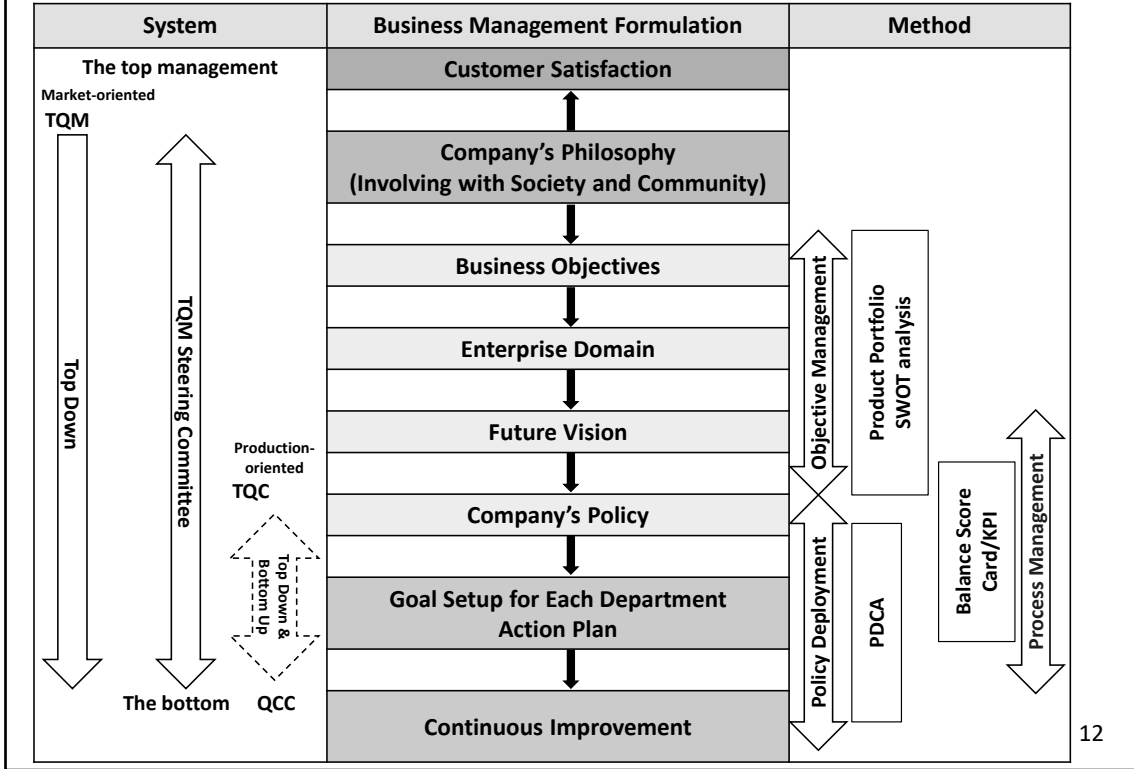 System
Business Management Formulation
Method
The top management
Market-oriented
TQM
Top Down
TQM Steering Committee
Production-
oriented
TQC
Top Down &
Bottom Up
The bottom
QCC
Customer Satisfaction
Company’s Philosophy
(Involving with Society and Community)
Business Objectives
Enterprise Domain
Future Vision
Company’s Policy
Goal Setup for Each Department
Action Plan
Continuous Improvement
Objective Management
Product Portfolio
SWOT analysis
Policy Deployment
PDCA
Balance Score
Card/KPI
Process Management
12